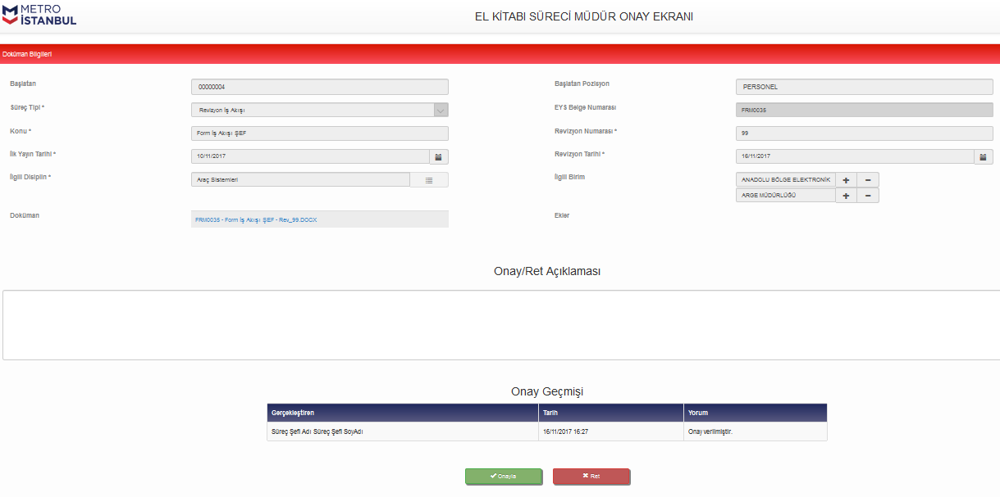 METRO
İSTANBUL
EL KİTABI SÜRECİ MÜDÜR ONAY EKRANI
Doküman Bilgileri
Başlatan 00000004 Başlatan Pozisyon PERSONEL
Süreç Tipi * Revizyon İş Akışı EYS Belge Numarası FRM0035
Konu * Form İş Akışı ŞEF Revizyon Numarası * 99
İlk Yayın Tarihi * 10/11/2017 Revizyon Tarihi * 16/11/2017
İlgili Disiplin * Araç Sistemleri İlgili Birim ANADOLU BÖLGE ELEKTRONİK
ARGE MÜDÜRLÜĞÜ
Doküman FRM0035 - Form İş Akışı ŞEF - Rev_99.DOCX Ekler
Onay/Ret Açıklaması
Onay Geçmişi
Gerçekleştiren Tarih Yorum
Süreç Şefi Adı Süreç Şefi SoyAdı 16/11/2017 16:27 Onay verilmiştir.
Onayla Ret